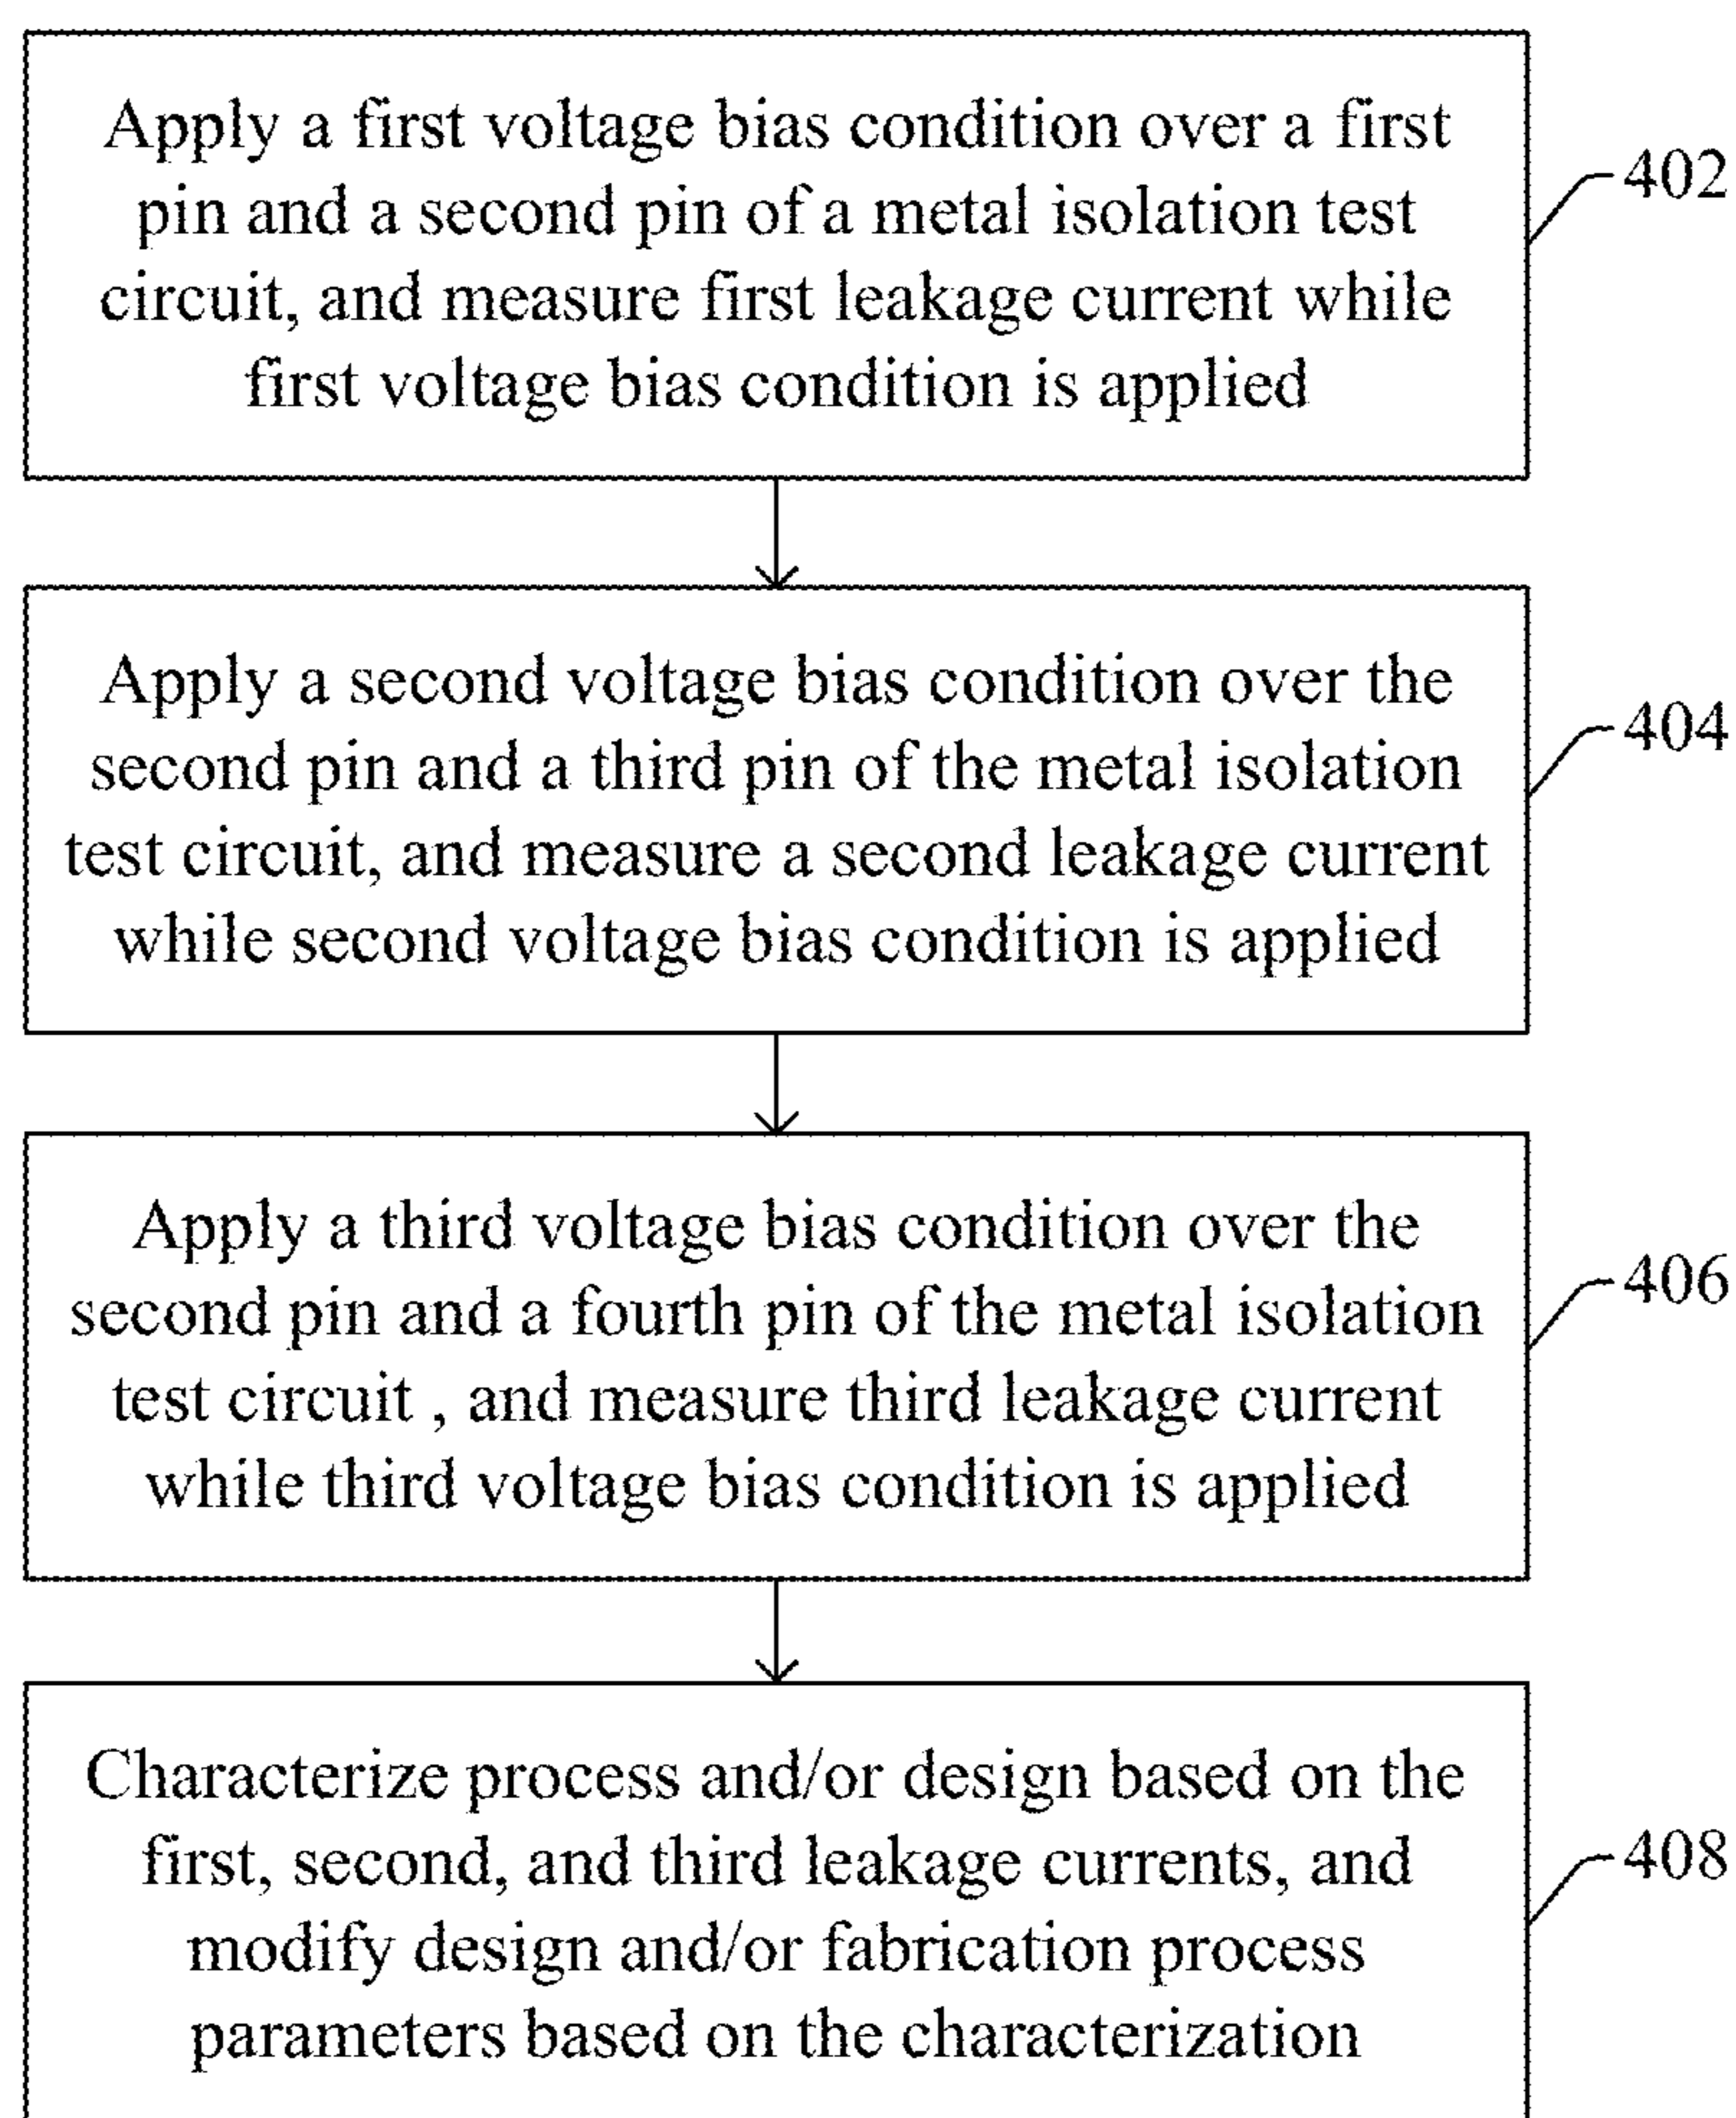 Apply a first voltage bias condition over a first
pin and a second pin of a metal isolation test
circuit, and measure first leakage current while
first voltage bias condition is applied
402
Apply a second voltage bias condition over the
second pin and a third pin of the metal isolation
test circuit, and measure a second leakage current
while second voltage bias condition is applied
404
Apply a third voltage bias condition over the
second pin and a fourth pin of the metal isolation
test circuit , and measure third leakage current
while third voltage bias condition is applied
406
Characterize process and/or design based on the
first, second, and third leakage currents, and
modify design and/or fabrication process
parameters based on the characterization
408